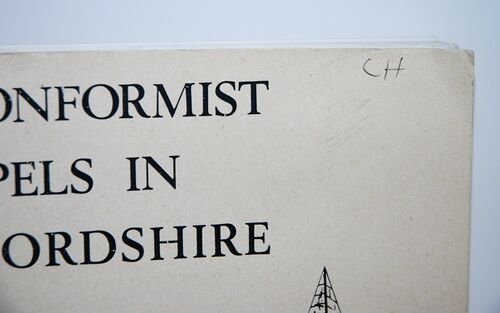 CH
ONFORMIST
PELS IN
ORDSHIRE